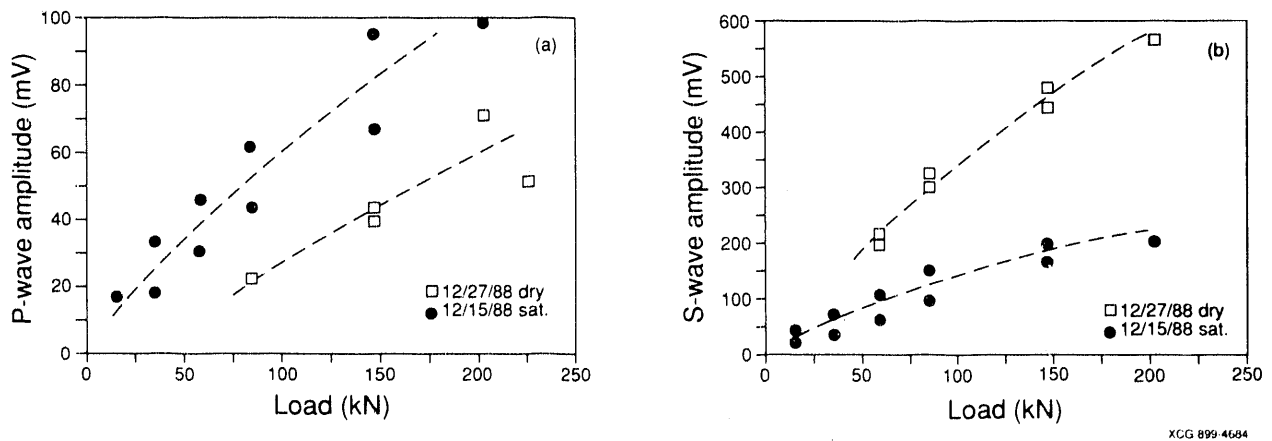 100
80
60
40
20
0
P-wave amplitude (mV)
(a)
12/27/88 dry
12/15/88 sat.
0 50 100 150 200 250
Load (kN)
600
500
400
300
200
100
0
S-wave amplitude (mV)
(b)
12/27/88 dry
12/15/88 sat.
0 50 100 150 200 250
Load (kN)
XCG 899-4684